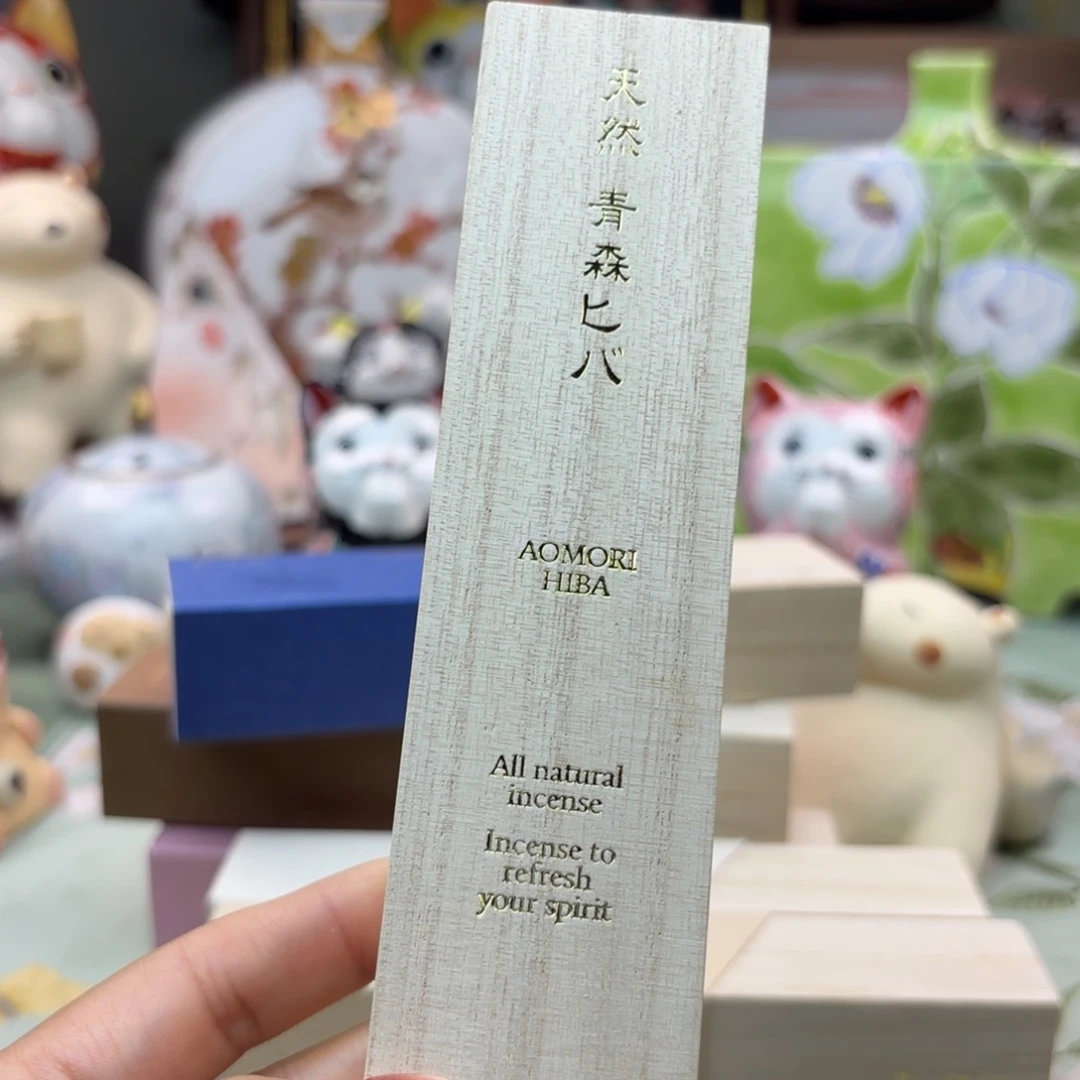 天然 青森ヒバ
AOMORI
HIBA
All natural
incense
Incense to
refresh
your spirit